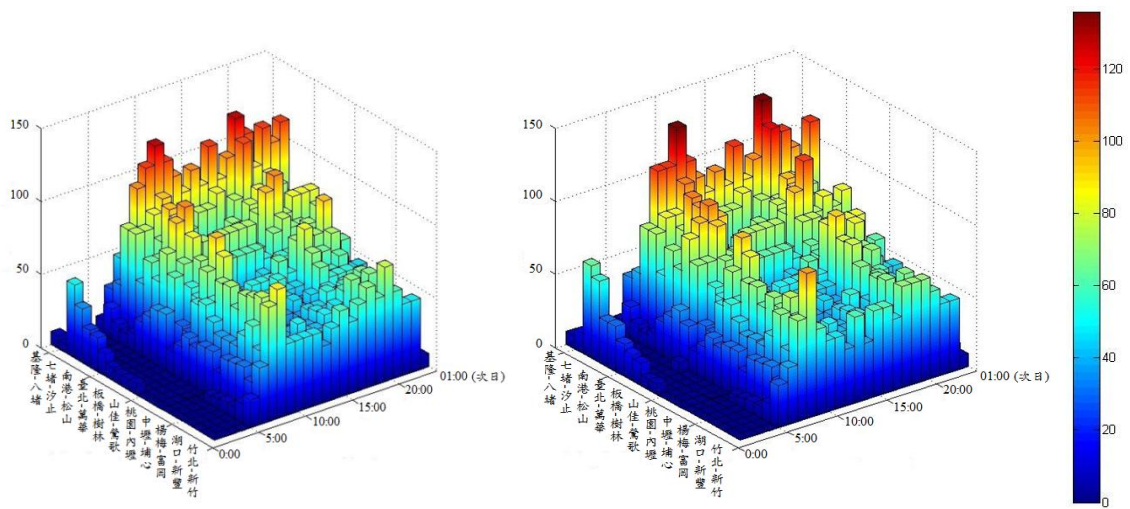 150
100
50
0
基隆-八堵
七堵-汐止
南港-松山
臺北-萬華
板橋-樹林
山佳-鶯歌
桃園-內壢
中壢-埔心
楊梅-富岡
湖口-新豐
竹北-新竹
0:00
5:00
10:00
15:00
20:00
01:00 (次日)
150
100
50
0
基隆-八堵
七堵-汐止
南港-松山
臺北-萬華
板橋-樹林
山佳-鶯歌
桃園-內壢
中壢-埔心
楊梅-富岡
湖口-新豐
竹北-新竹
0:00
5:00
10:00
15:00
20:00
01:00 (次日)
120
100
80
60
40
20
0